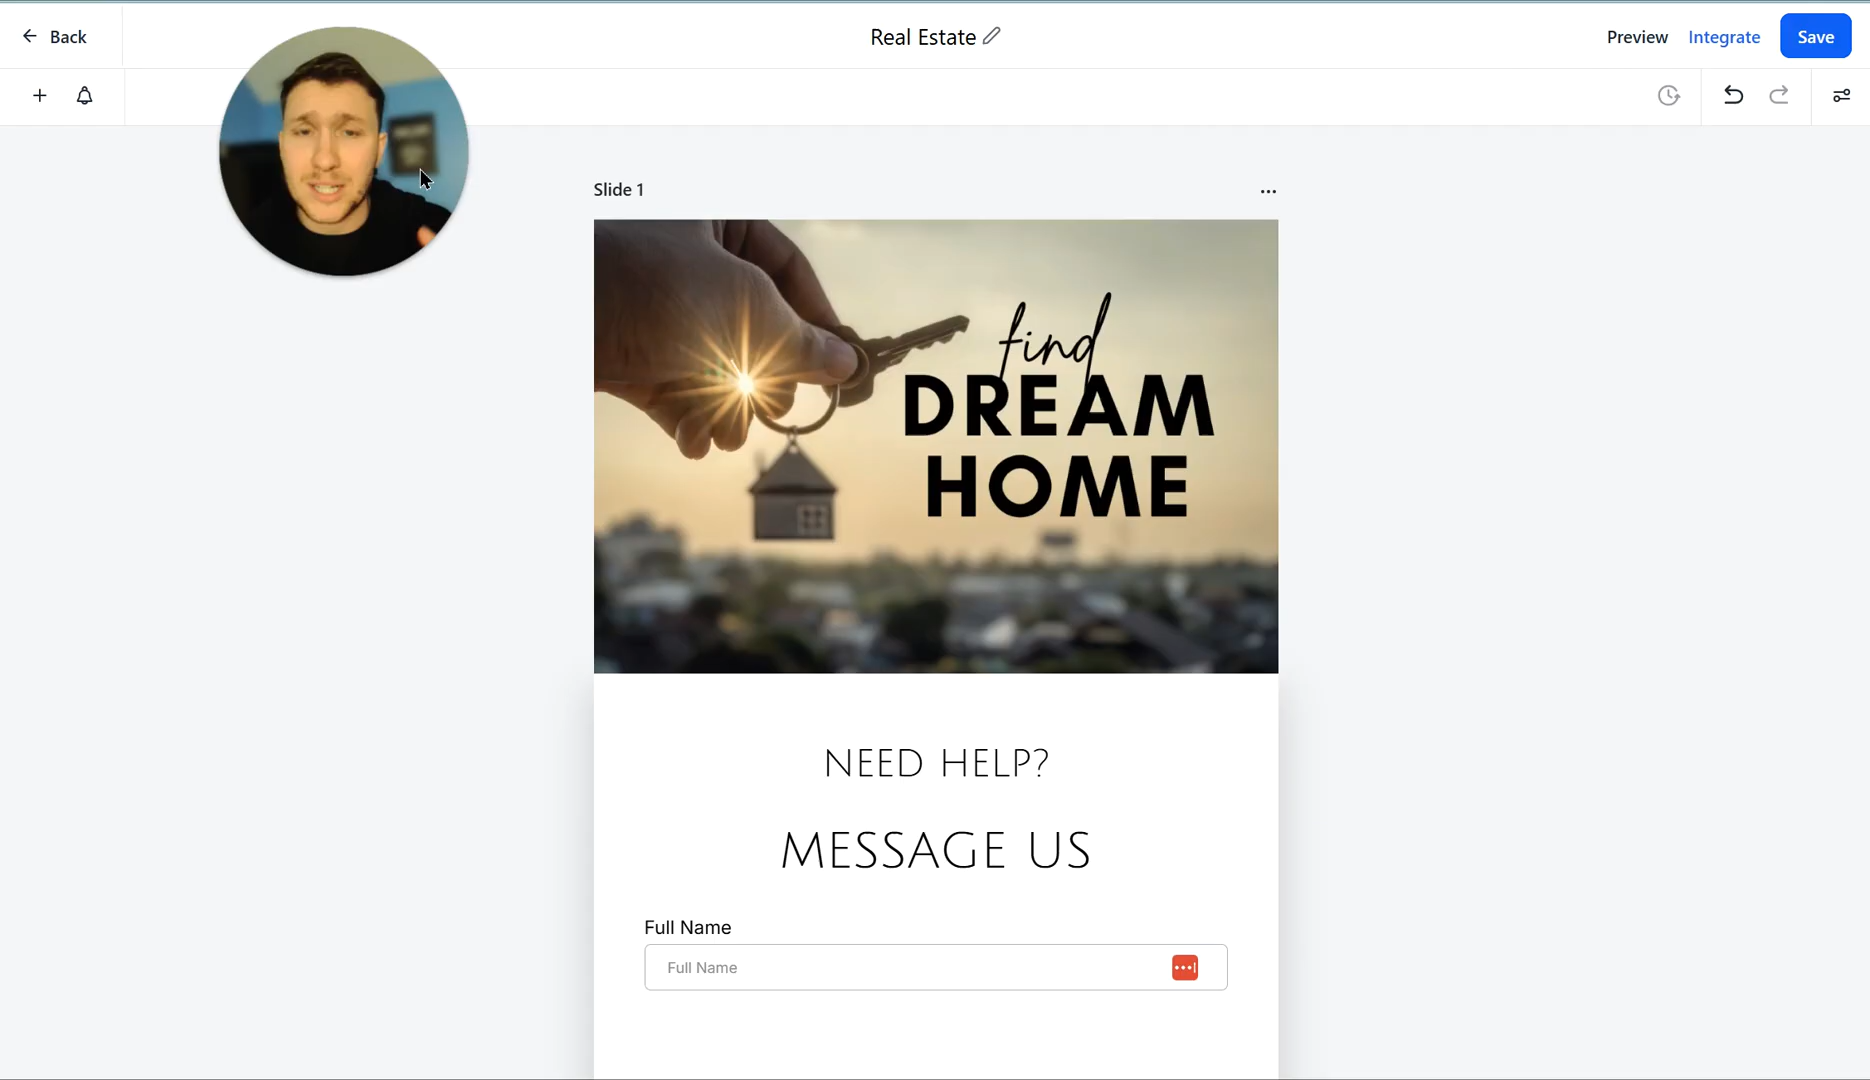 Back
Real Estate
Preview
Integrate
Save
Slide 1
find
DREAM
HOME
NEED HELP?
MESSAGE US
Full Name
Full Name